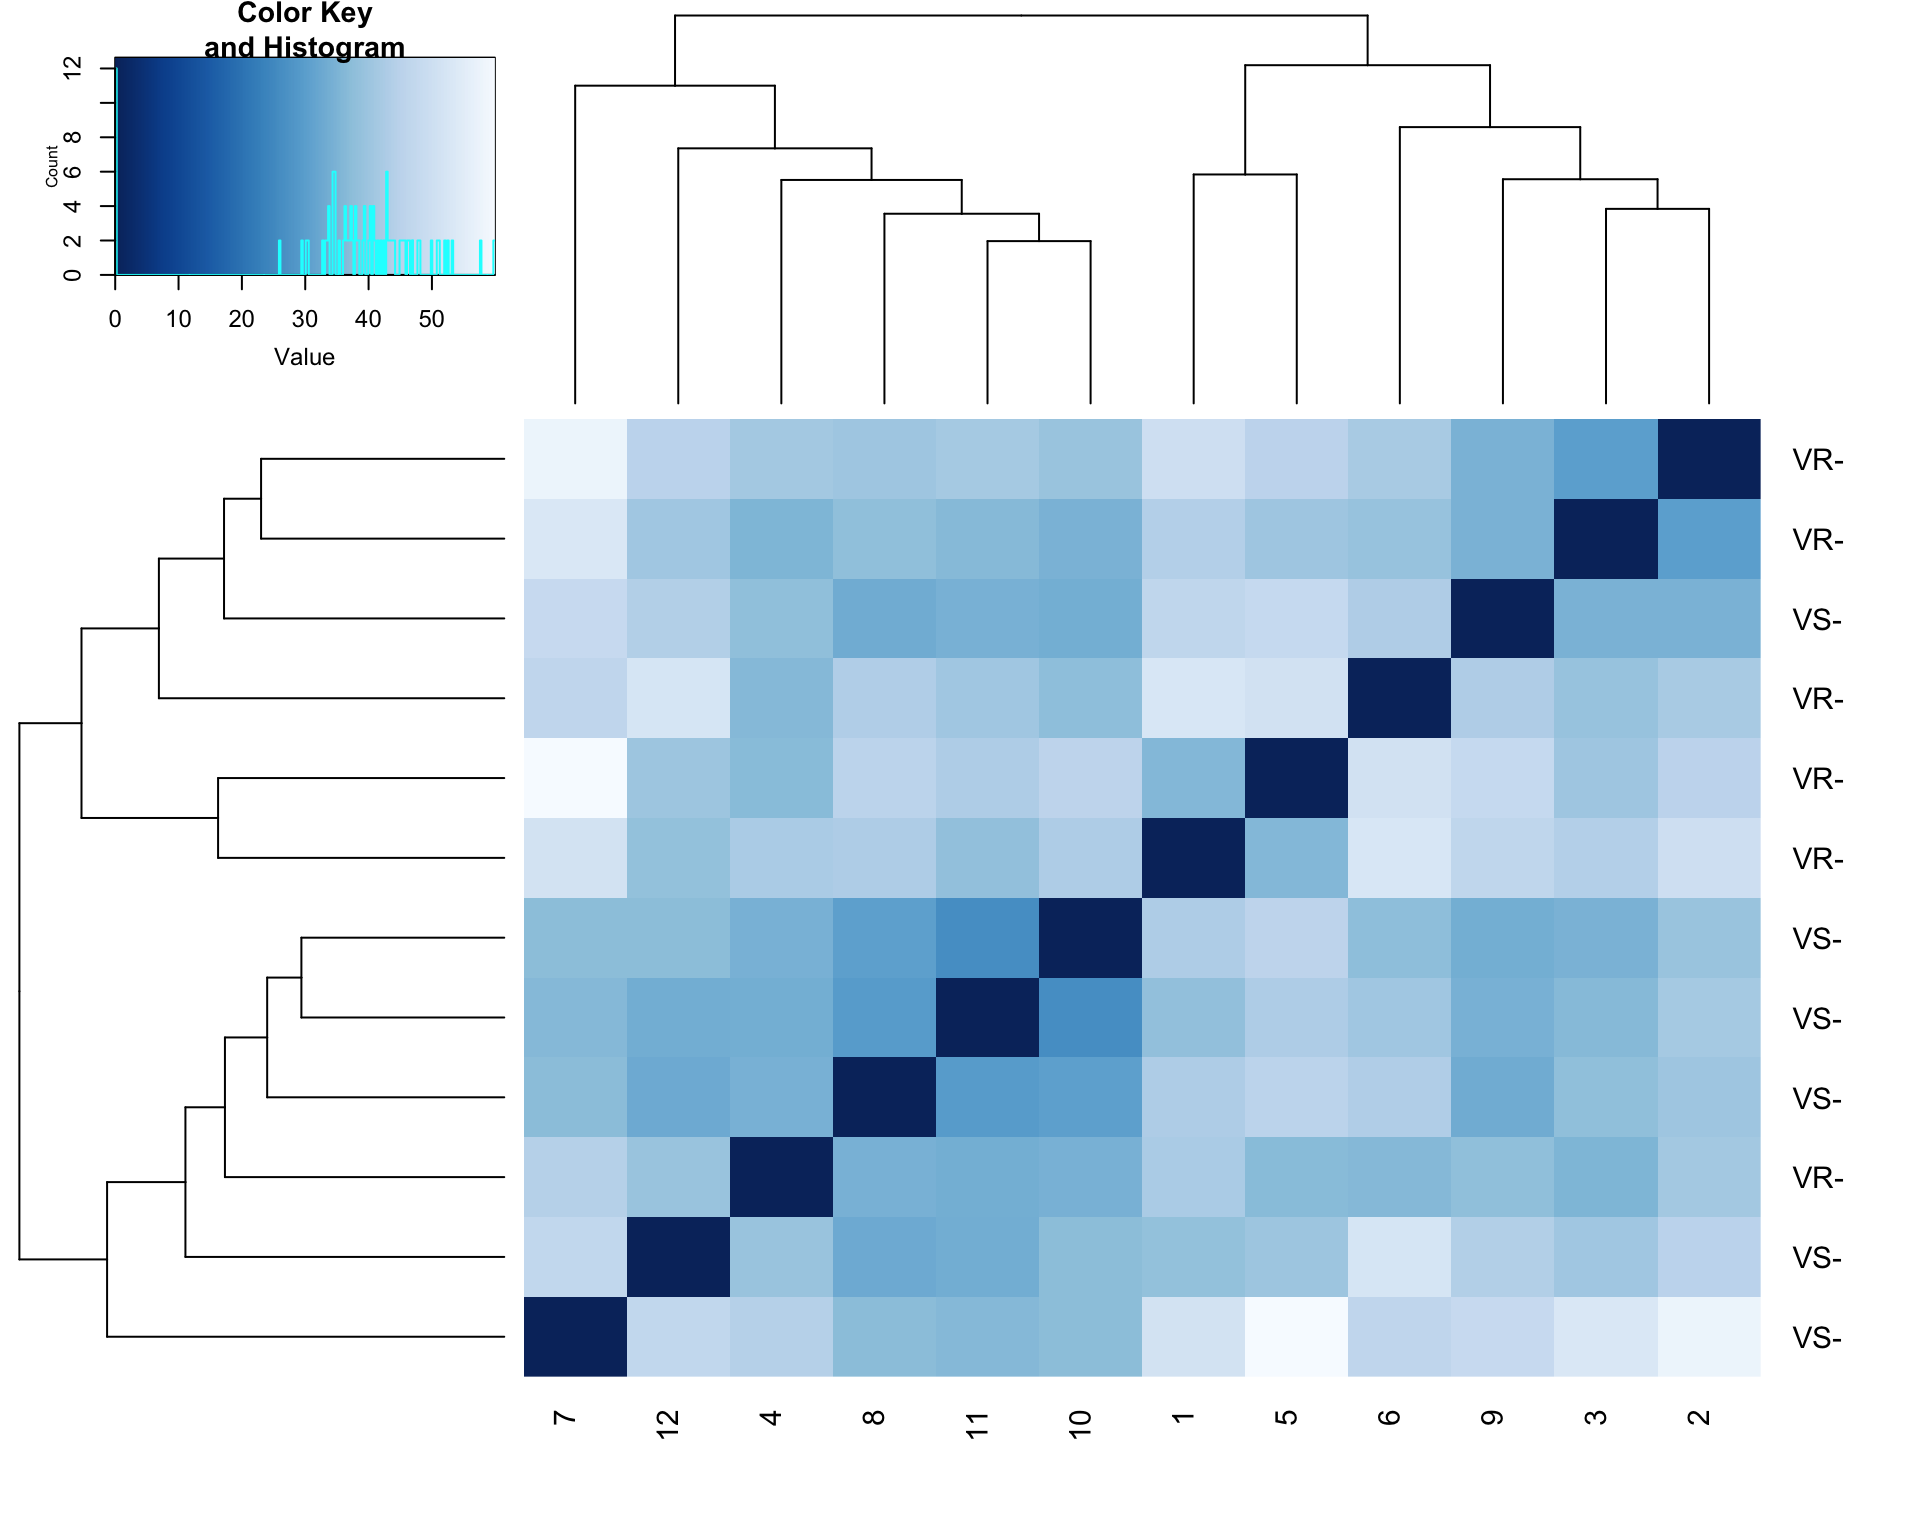 Color Key
and Histogram
Count
12
8
6
4
2
0
0 10 20 30 40 50
Value
VR-
VR-
VS-
VR-
VR-
VR-
VS-
VS-
VS-
VR-
VS-
VS-
7 12 4 8 11 10 1 5 6 9 3 2